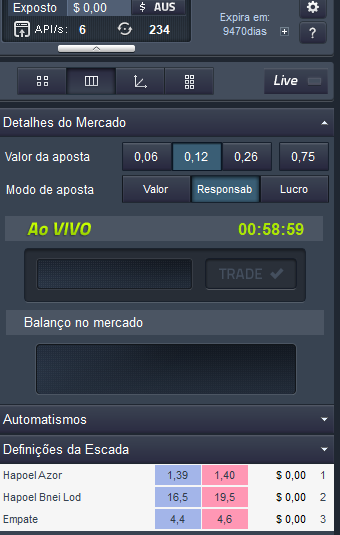 Exposto $ 0,00 $ AUS
API/s: 6 234
Expira em:
9470dias
?
Live
Detalhes do Mercado
Valor da aposta 0,06 0,12 0,26 0,75
Modo de aposta Valor Responsab Lucro
Ao VIVO 00:58:59
TRADE
Balanço no mercado
Automatismos
Definições da Escada
Hapoel Azor 1,39 1,40 $ 0,00 1
Hapoel Bnei Lod 16,5 19,5 $ 0,00 2
Empate 4,4 4,6 $ 0,00 3